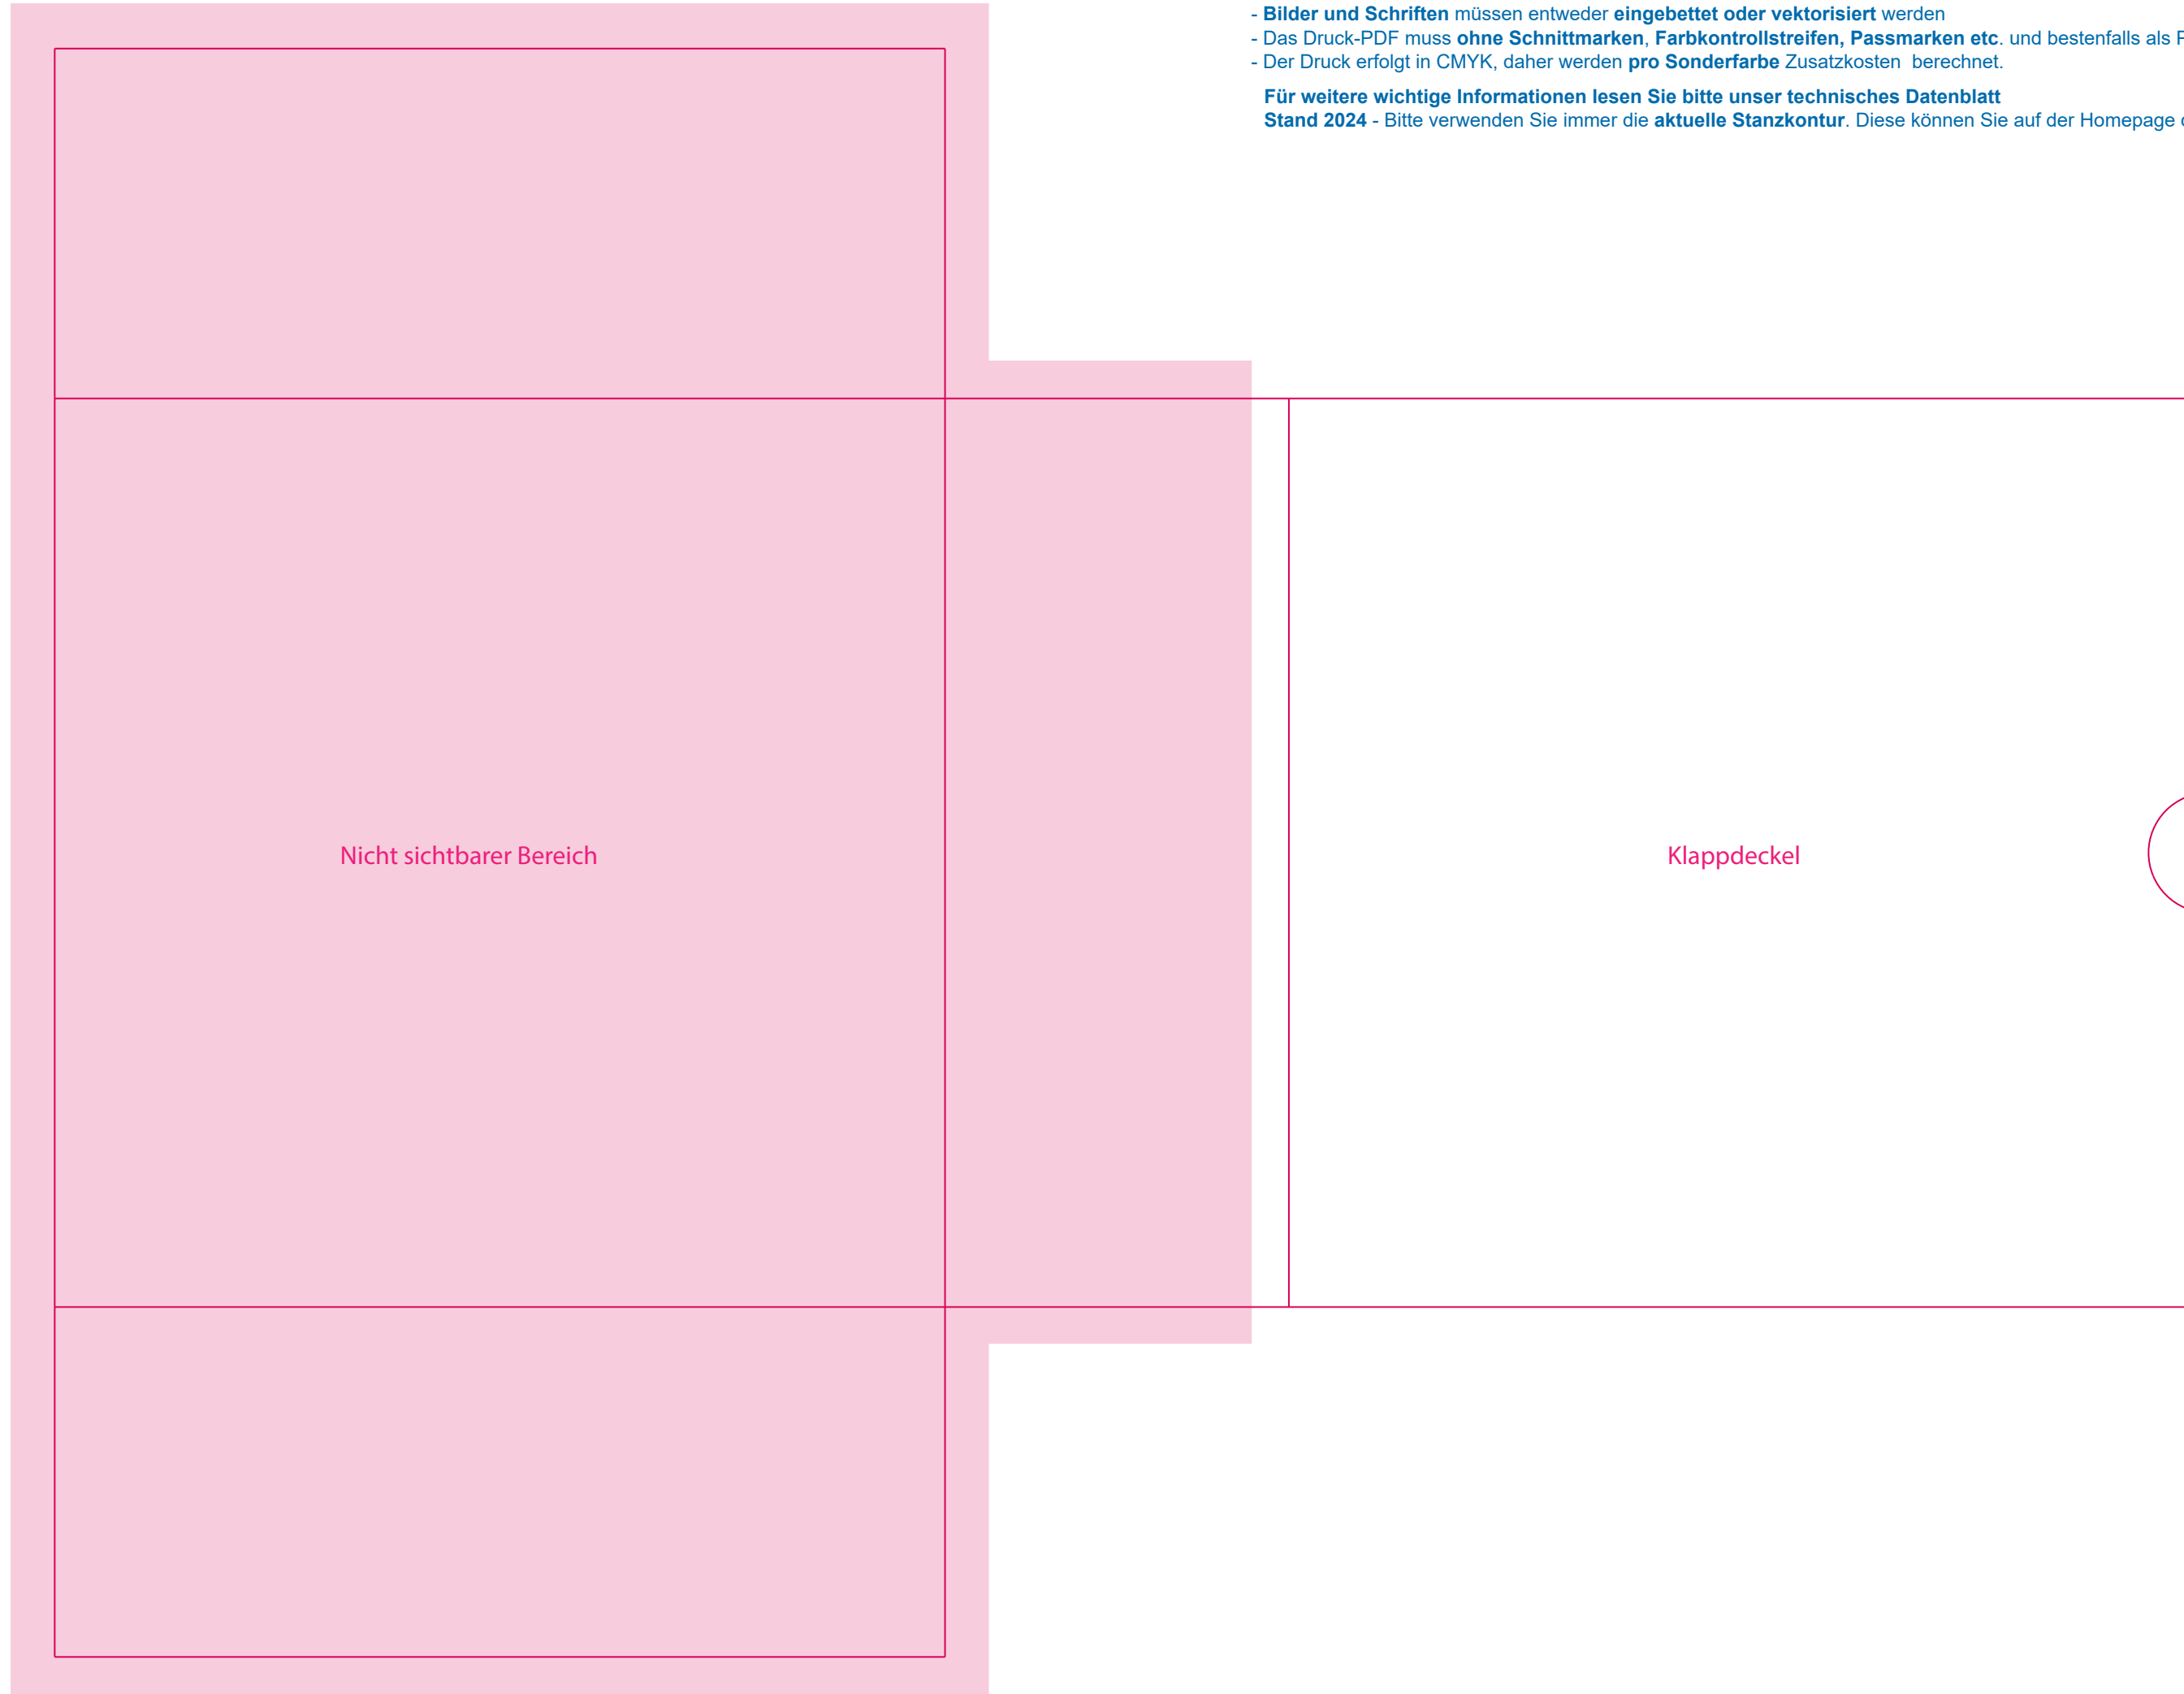 - Bilder und Schriften müssen entweder eingebettet oder vektorisiert werden
- Das Druck-PDF muss ohne Schnittmarken, Farbkontrollstreifen, Passmarken etc. und bestenfalls als
- Der Druck erfolgt in CMYK, daher werden pro Sonderfarbe Zusatzkosten berechnet.
Für weitere wichtige Informationen lesen Sie bitte unser technisches Datenblatt
Stand 2024 - Bitte verwenden Sie immer die aktuelle Stanzkontur. Diese können Sie auf der Homepage
Nicht sichtbarer Bereich
Klappdeckel